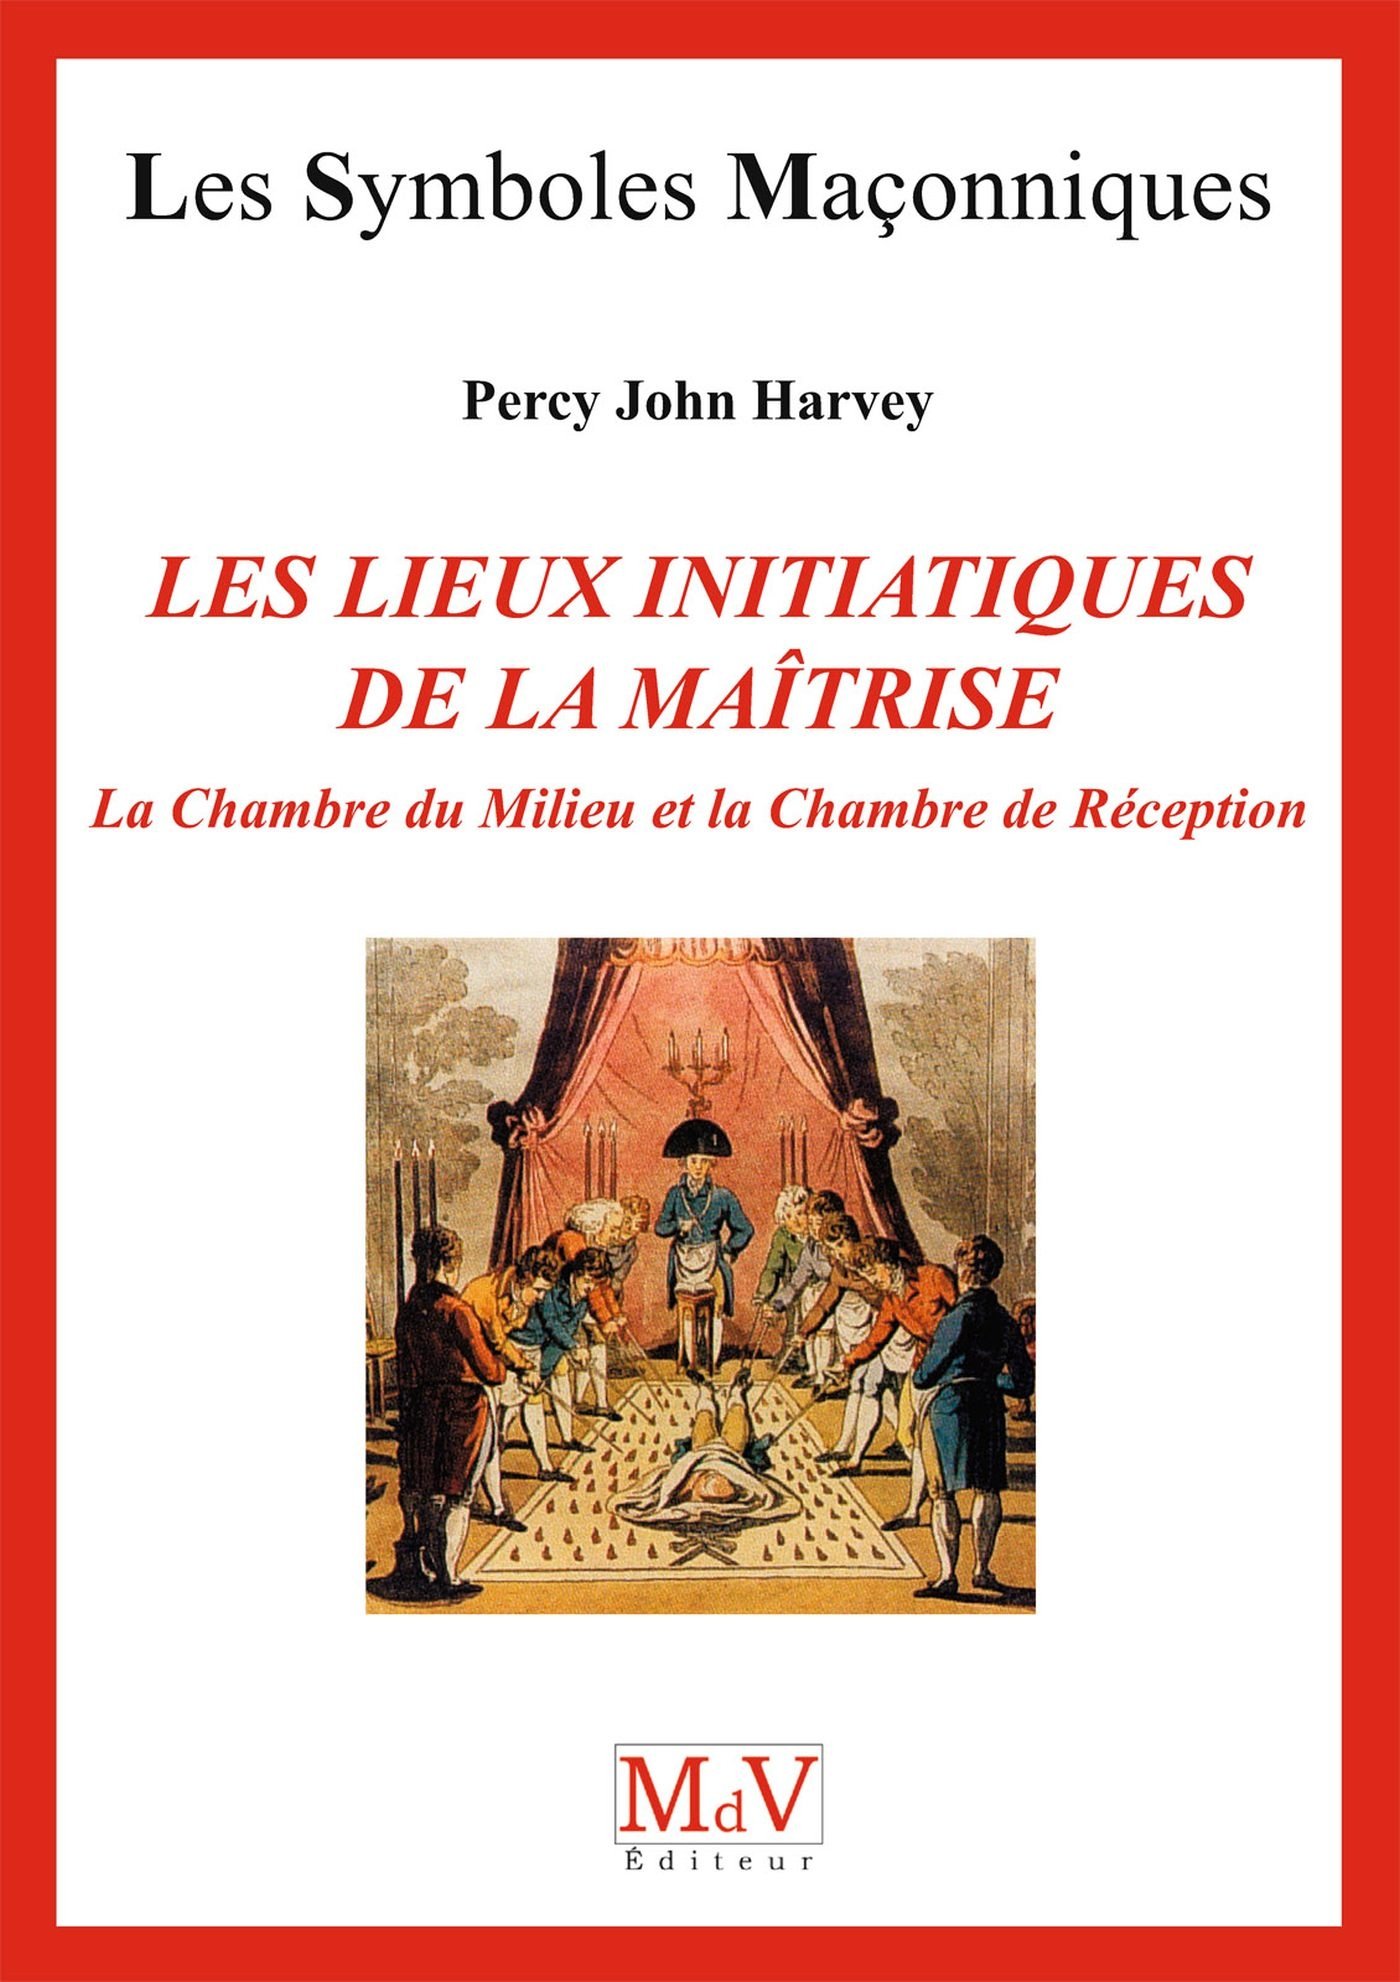 Les Symboles Maçonniques
Percy John Harvey
LES LIEUX INITIATIQUES
DE LA MAÎTRISE
La Chambre du Milieu et la Chambre de Réception
MdV
Éditeur